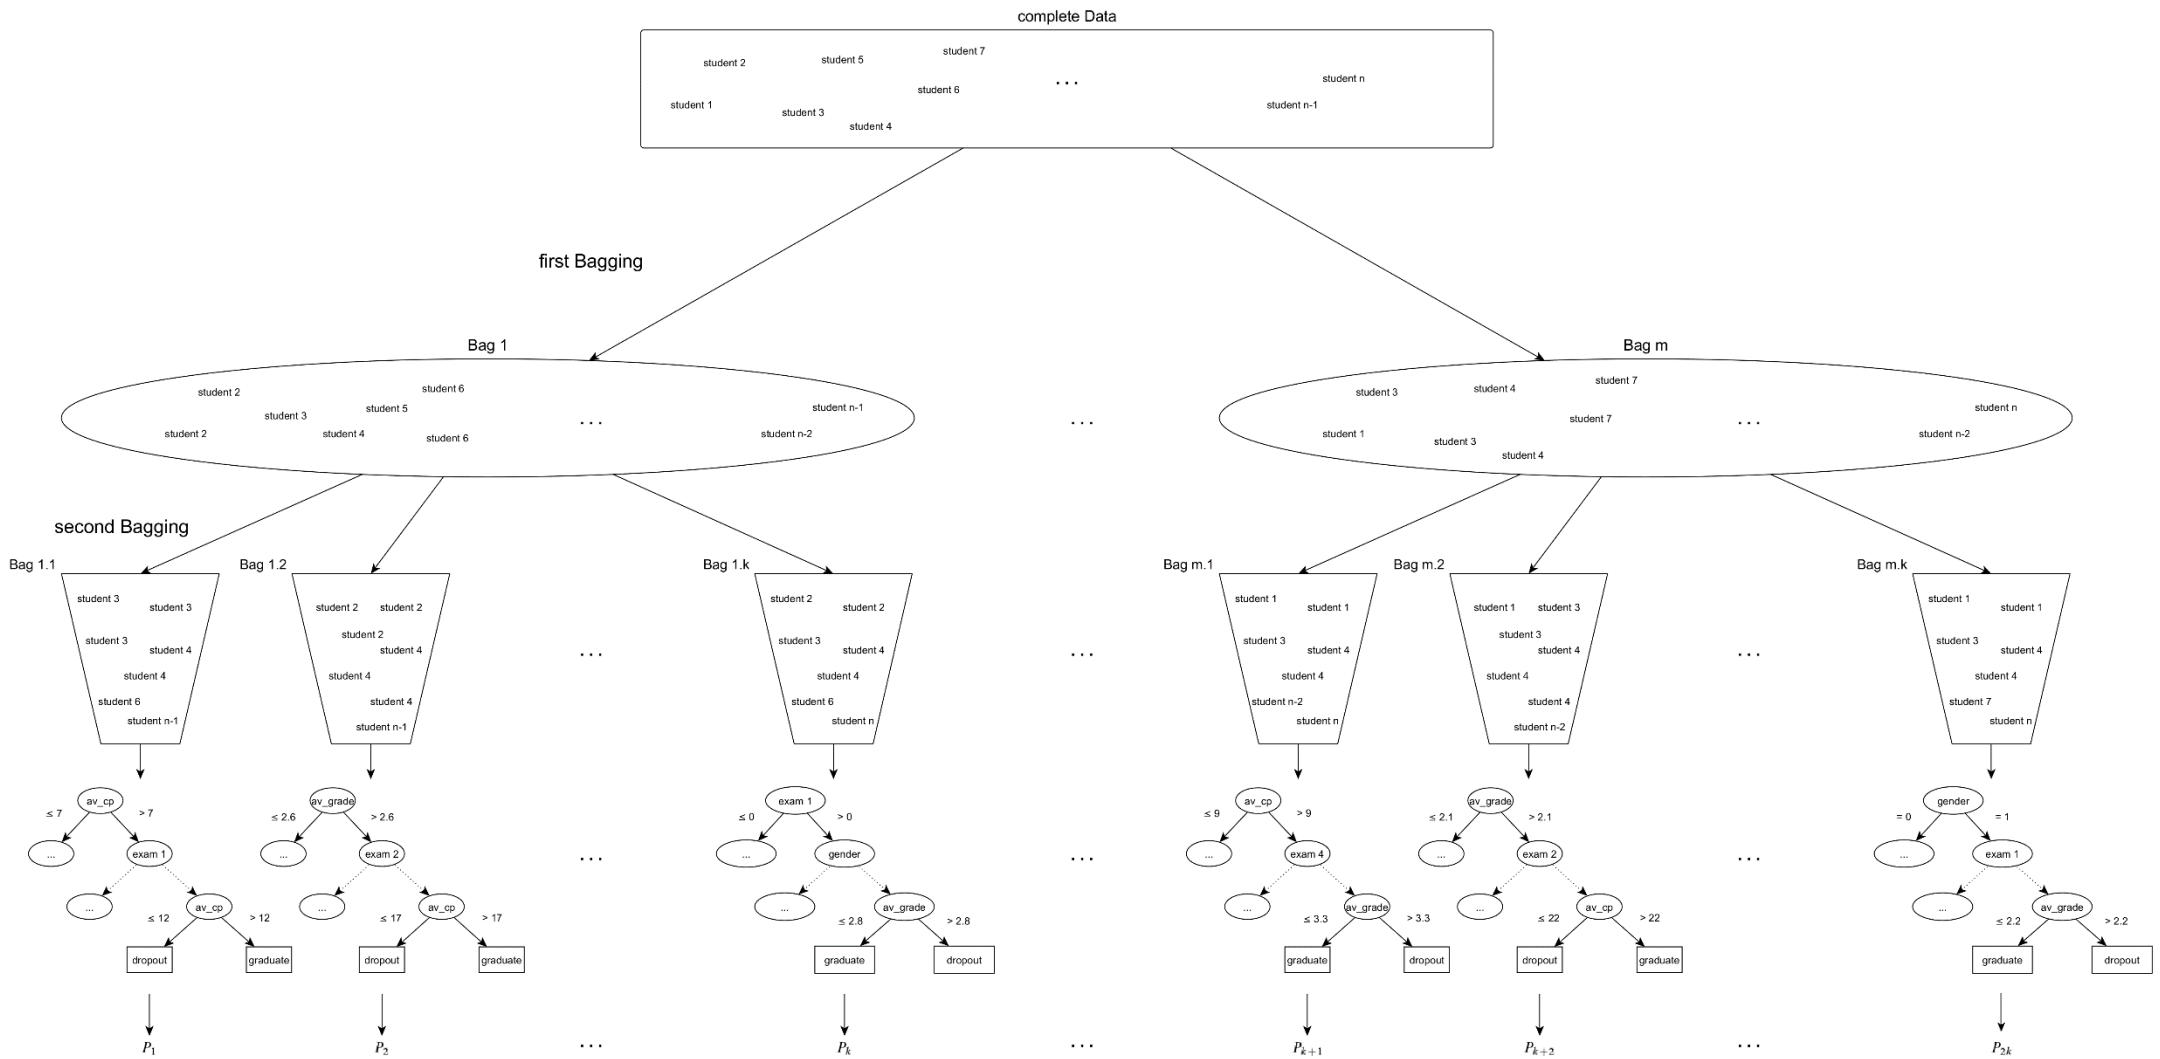 complete Data
student 7
student 5
student 2
...
student n
student 6
student 1
student n-1
student 3
student 4
first Bagging
Bag 1
Bag m
student 6
student 2
student 5
student n-1
student 3
...
student 2
student 4
student 6
student n-2
...
student 7
student 4
student 3
student n
student 7
...
student 1
student n-2
student 3
student 4
second Bagging
Bag 1.1
Bag 1.2
Bag 1.k
Bag m.1
Bag m.2
Bag m.k
student 3
student 3
student 3
student 4
student 4
student 6
student n-1
student 2 student 2
student 2
student 4
student 4
student 4
student n-1
...
student 2
student 2
student 3
student 4
student 4
student 6
student n
...
student 1
student 1
student 3
student 4
student 4
student n-2
student n
student 1 student 3
student 3
student 4
student 4
student 4
student n-2
...
student 1
student 1
student 3
student 4
student 4
student 7
student n
av_cp
≤ 7 > 7
... exam 1
... av_cp
≤ 12 > 12
dropout graduate
av_grade
≤ 2.6 > 2.6
... exam 2
... av_cp
≤ 17 > 17
dropout graduate
...
exam 1
≤ 0 > 0
... gender
... av_grade
≤ 2.8 > 2.8
graduate dropout
...
av_cp
≤ 9 > 9
... exam 4
... av_grade
≤ 3.3 > 3.3
graduate dropout
av_grade
≤ 2.1 > 2.1
... exam 2
... av_cp
≤ 22 > 22
dropout graduate
...
gender
= 0 = 1
... exam 1
... av_grade
≤ 2.2 > 2.2
graduate dropout
P1 P2 ... Pk ... Pk+1 Pk+2 ... P2k